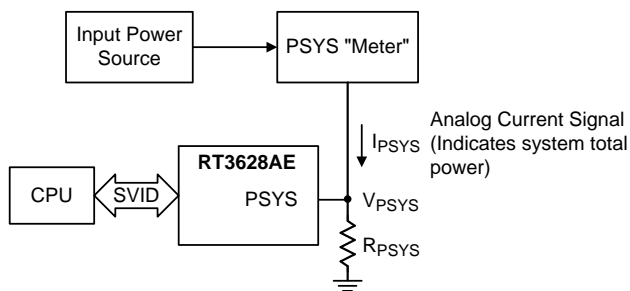 Input Power
Source
PSYS "Meter"
Analog Current Signal
(Indicates system total
power)
IPSYS
RT3628AE
CPU
SVID
PSYS
VPSYS
RPSYS